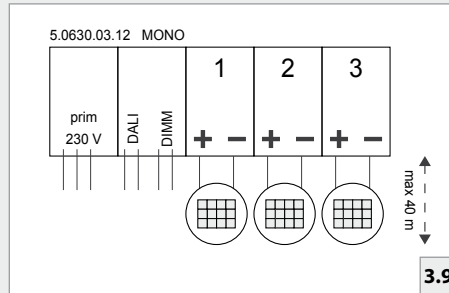 5.0630.03.12 MONO
1 2 3
prim
230 V
DALI
DIMM
+ − + − + −
max 40 m
3.9